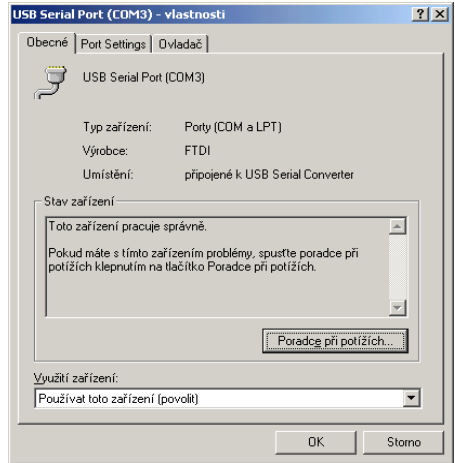 USB Serial Port (COM3) - vlastnosti
Obecné Port Settings Ovladač
USB Serial Port (COM3)
Typ zařízení: Porty (COM a LPT)
Výrobce: FTDI
Umístění: připojené k USB Serial Converter
Stav zařízení
Toto zařízení pracuje správně.
Pokud máte s tímto zařízením problémy, spusťte poradce při
potížích klepnutím na tlačítko Poradce při potížích.
Poradce při potížích...
Využití zařízení:
Používat toto zařízení (povolit)
OK Storno